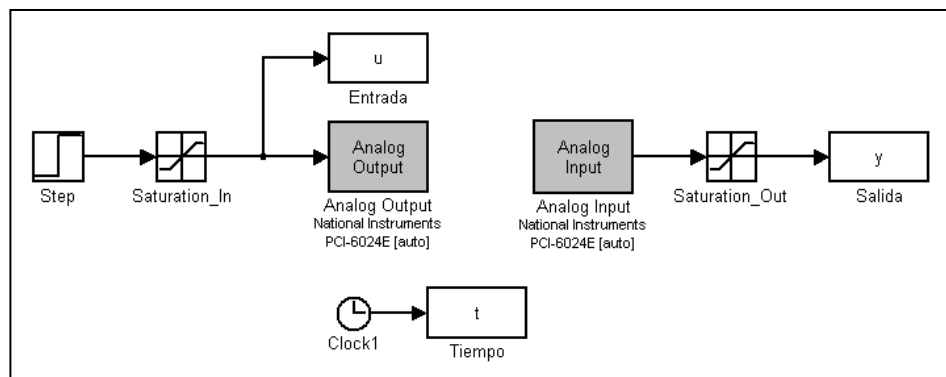 u
Entrada
Step
Saturation_In
Analog
Output
Analog Output
National Instruments
PCI-6024E [auto]
Analog
Input
Analog Input
National Instruments
PCI-6024E [auto]
Saturation_Out
y
Salida
Clock1
t
Tiempo